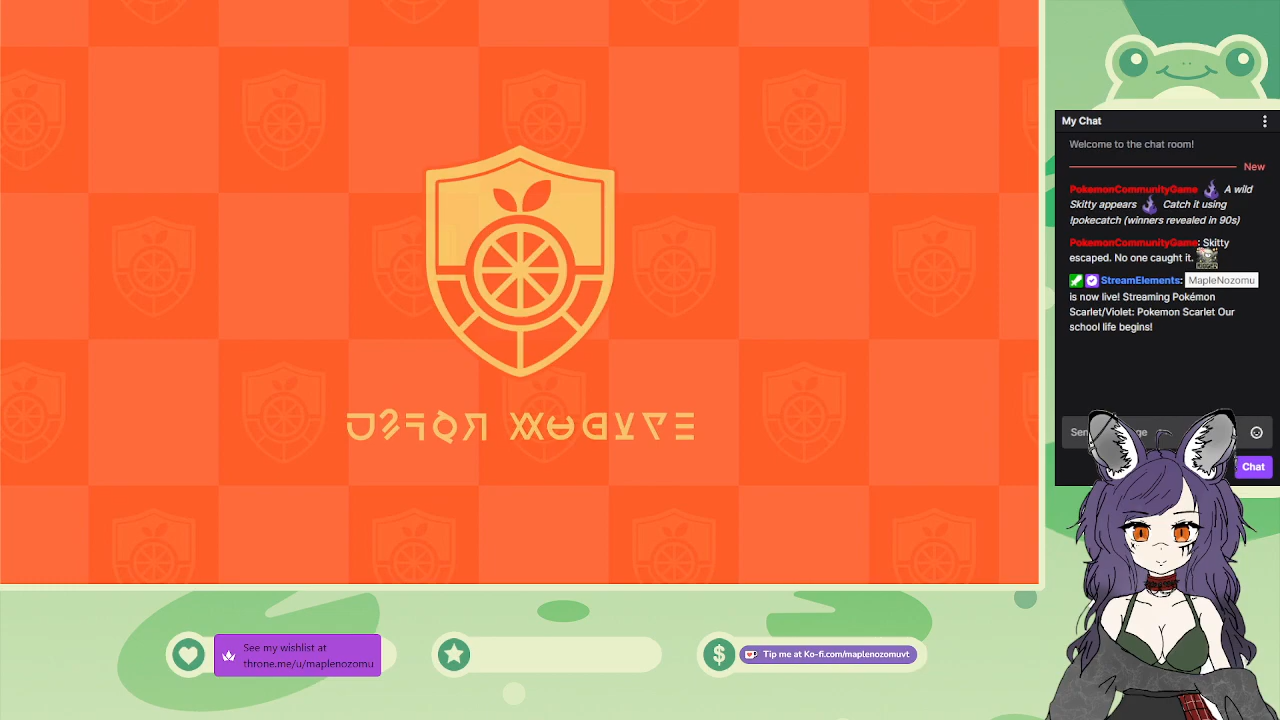 My Chat
Welcome to the chat room!
New
PokemonCommunityGame A wild
Skitty appears Catch it using
!pokecatch (winners revealed in 90s)
PokemonCommunityGame: Skitty
escaped. No one caught it.
StreamElements: MapleNozomu
is now live! Streaming Pokémon
Scarlet/Violet: Pokemon Scarlet Our
school life begins!
Chat
See my wishlist at
throne.me/u/maplenozomu
$
Tip me at Ko-fi.com/maplenozomuvt